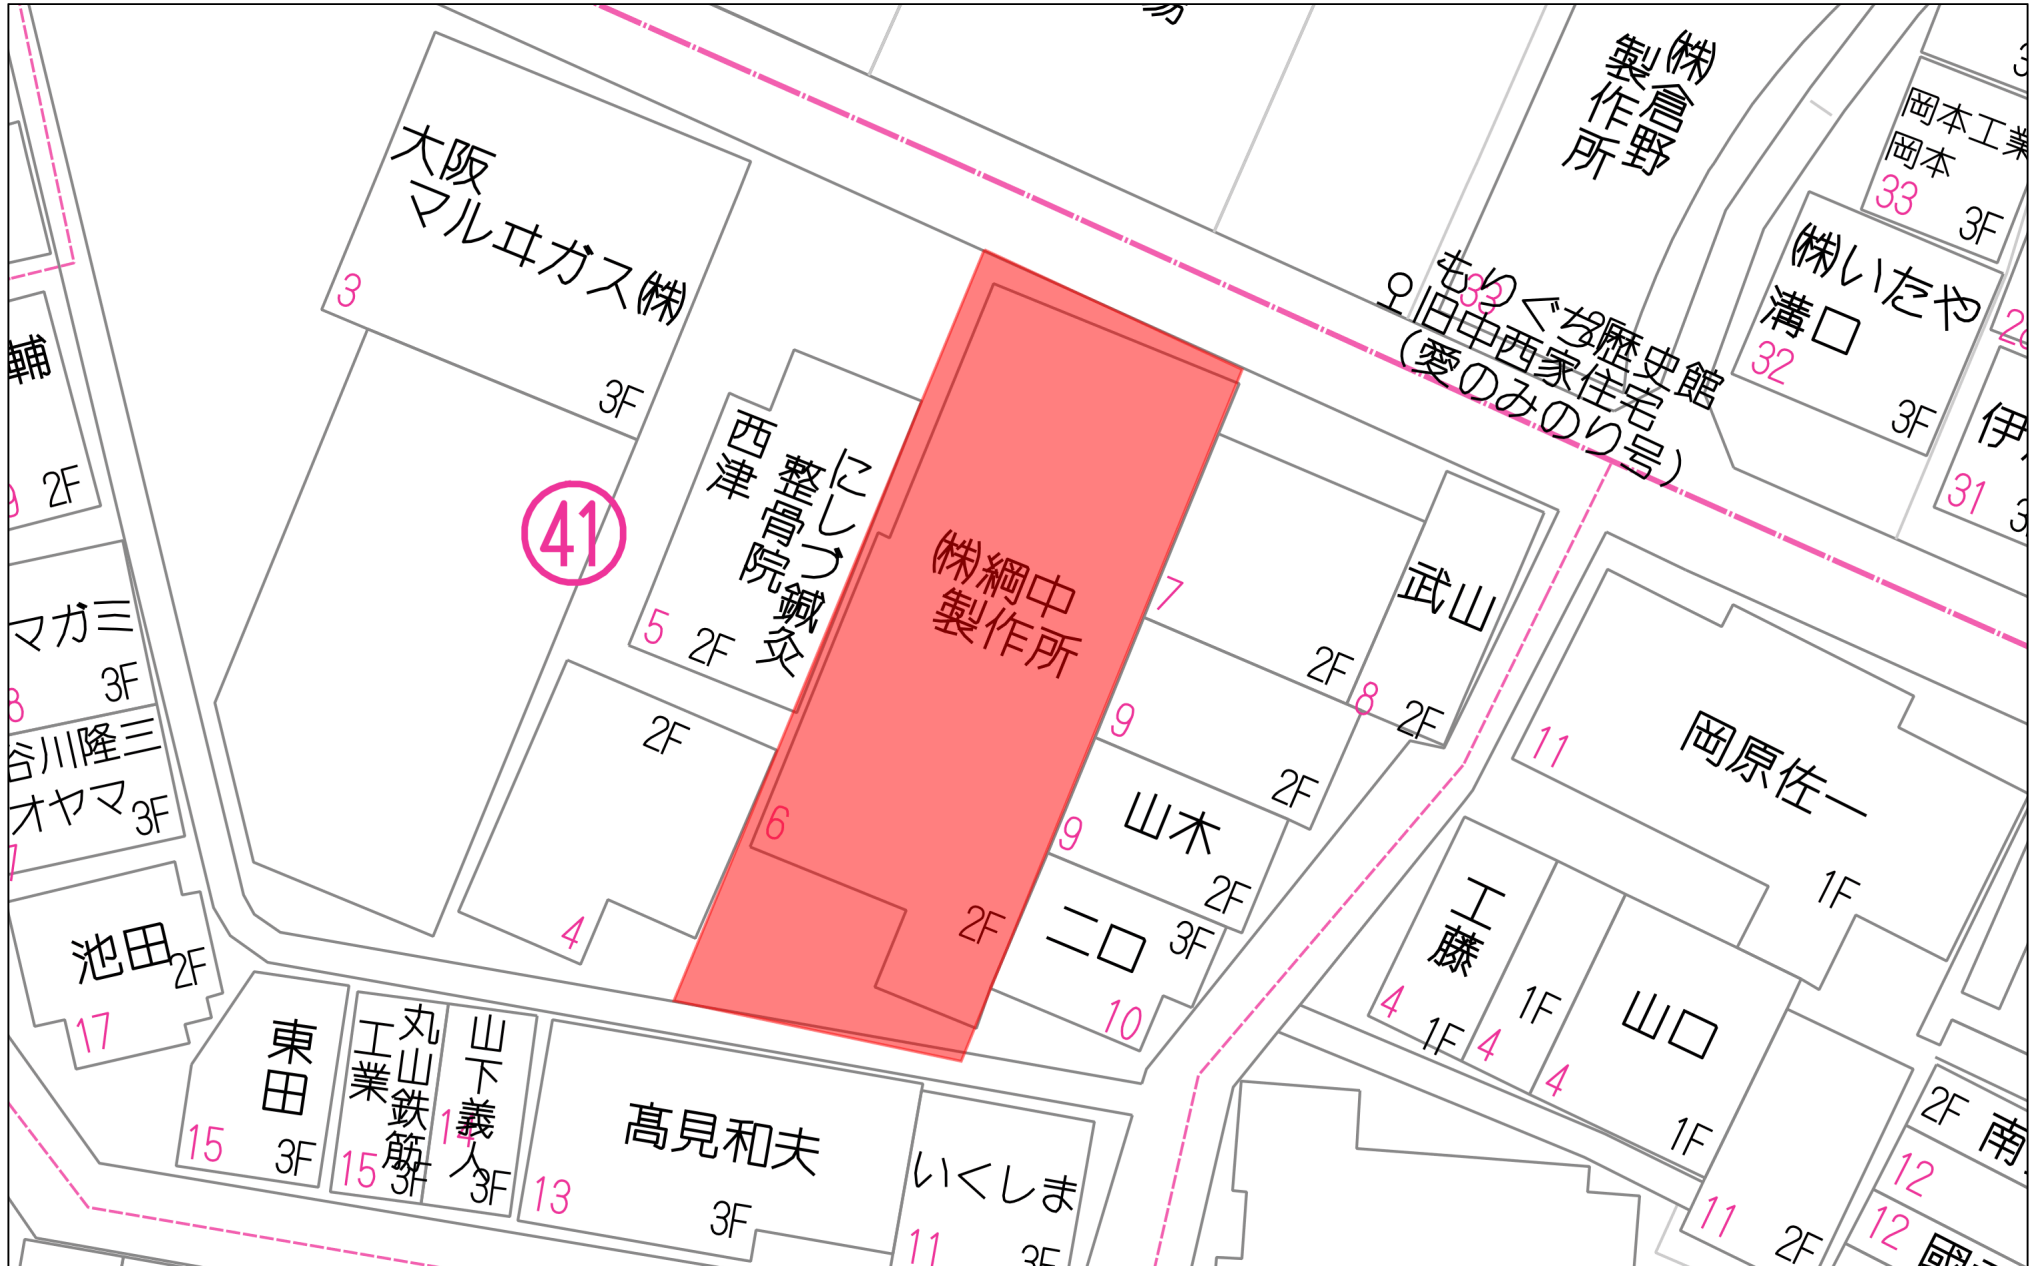 大阪
マルヰガス㈱
3
3F
41
西津
にしづ鍼灸
整骨院
5
2F
2F
4
㈱綱中
製作所
6
2F
7
2F
武山
8
2F
9
2F
山木
9
2F
二口
3F
10
㈱倉野
製作所
33
2F
もりぐち歴史館
旧中西家住宅
(愛のみのり号)
岡本工業
岡本
33
3F
㈱いたや
溝口
32
3F
31
岡原佐一
11
1F
工藤
4
1F
1F
4
山口
4
1F
11
2F
2F
南
12
12
輔
2F
マガミ
3F
谷川隆三
オヤマ
3F
池田
2F
17
東田
15
3F
丸山鉄筋
工業
15
3F
山下義人
14
3F
髙見和夫
13
3F
いくしま
11
3F